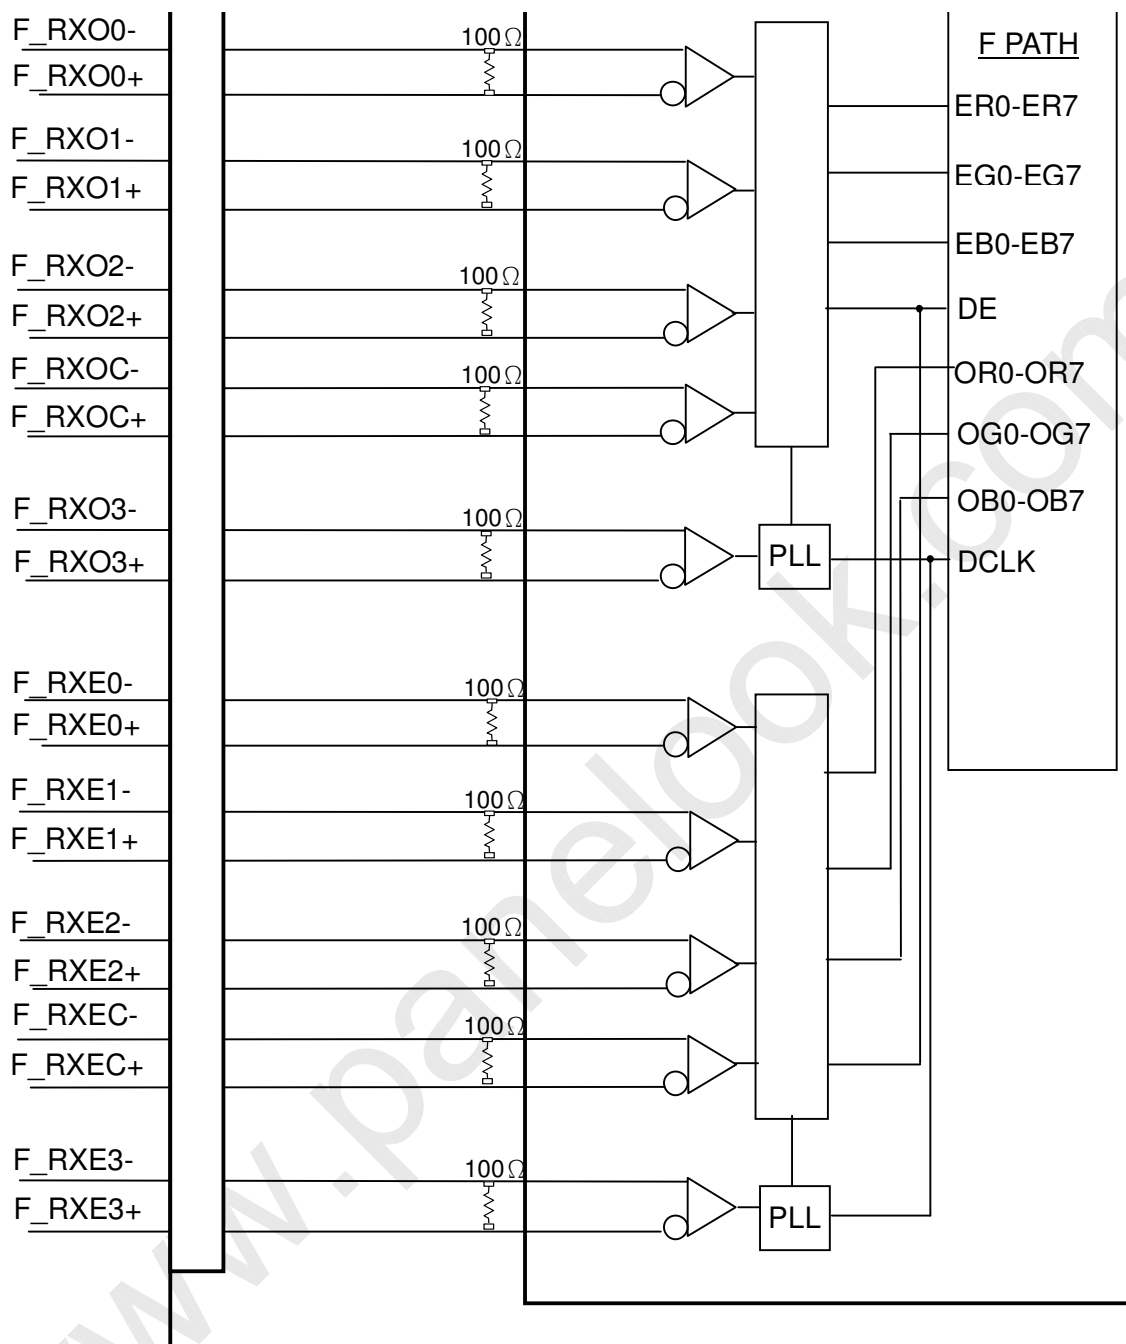 F_RXO0-
100Ω
F PATH
F_RXO0+
ER0-ER7
F_RXO1-
100Ω
F_RXO1+
EG0-EG7
EB0-EB7
F_RXO2-
100Ω
F_RXO2+
DE
F_RXOC-
100Ω
OR0-OR7
F_RXOC+
OG0-OG7
OB0-OB7
F_RXO3-
100Ω
F_RXO3+
PLL
DCLK
F_RXE0-
100Ω
F_RXE0+
F_RXE1-
100Ω
F_RXE1+
F_RXE2-
100Ω
F_RXE2+
F_RXEC-
100Ω
F_RXEC+
F_RXE3-
100Ω
F_RXE3+
PLL
www.panelook.com